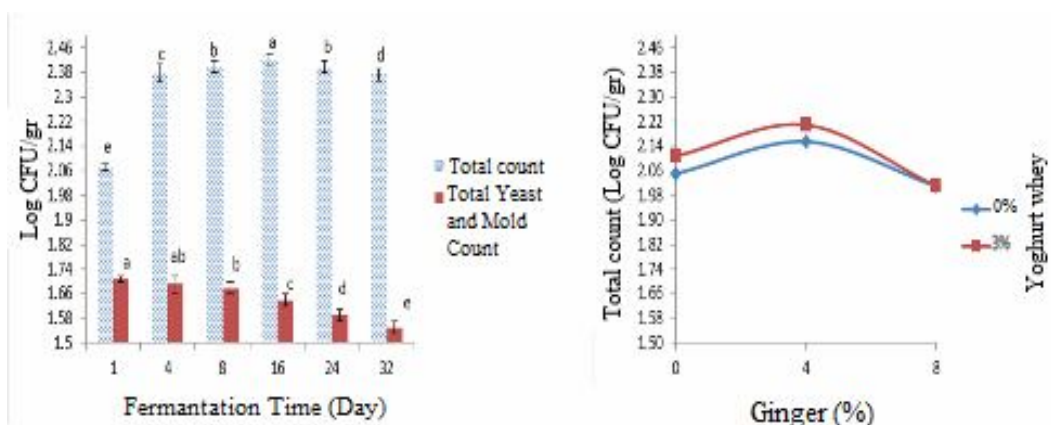 Log CFU/gr
2.46
2.38
2.3
2.22
2.14
2.06
1.98
1.9
1.82
1.74
1.66
1.58
1.5
e
c
b
a
b
d
a
ab
b
c
d
e
1 4 8 16 24 32
Fermantation Time (Day)
Total count
Total Yeast
and Mold
Count
Total count (Log CFU/gr)
2.46
2.38
2.30
2.22
2.14
2.06
1.98
1.90
1.82
1.74
1.66
1.58
1.50
0 4 8
Ginger (%)
0%
3%
Yoghurt whey